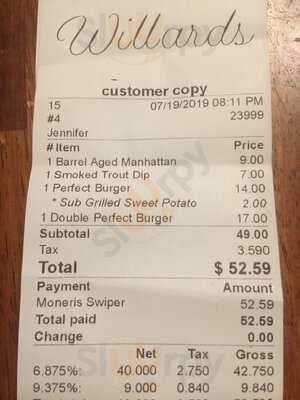 Willards
customer copy
15 07/19/2019 08:11 PM
#4 23999
Jennifer
# Item Price
1 Barrel Aged Manhattan 9.00
1 Smoked Trout Dip 7.00
1 Perfect Burger 14.00
* Sub Grilled Sweet Potato 2.00
1 Double Perfect Burger 17.00
Subtotal 49.00
Tax 3.590
Total $ 52.59
Payment Amount
Moneris Swiper 52.59
Total paid 52.59
Change 0.00
Net Tax Gross
6.875%: 40.000 2.750 42.750
9.375%: 9.000 0.840 9.840